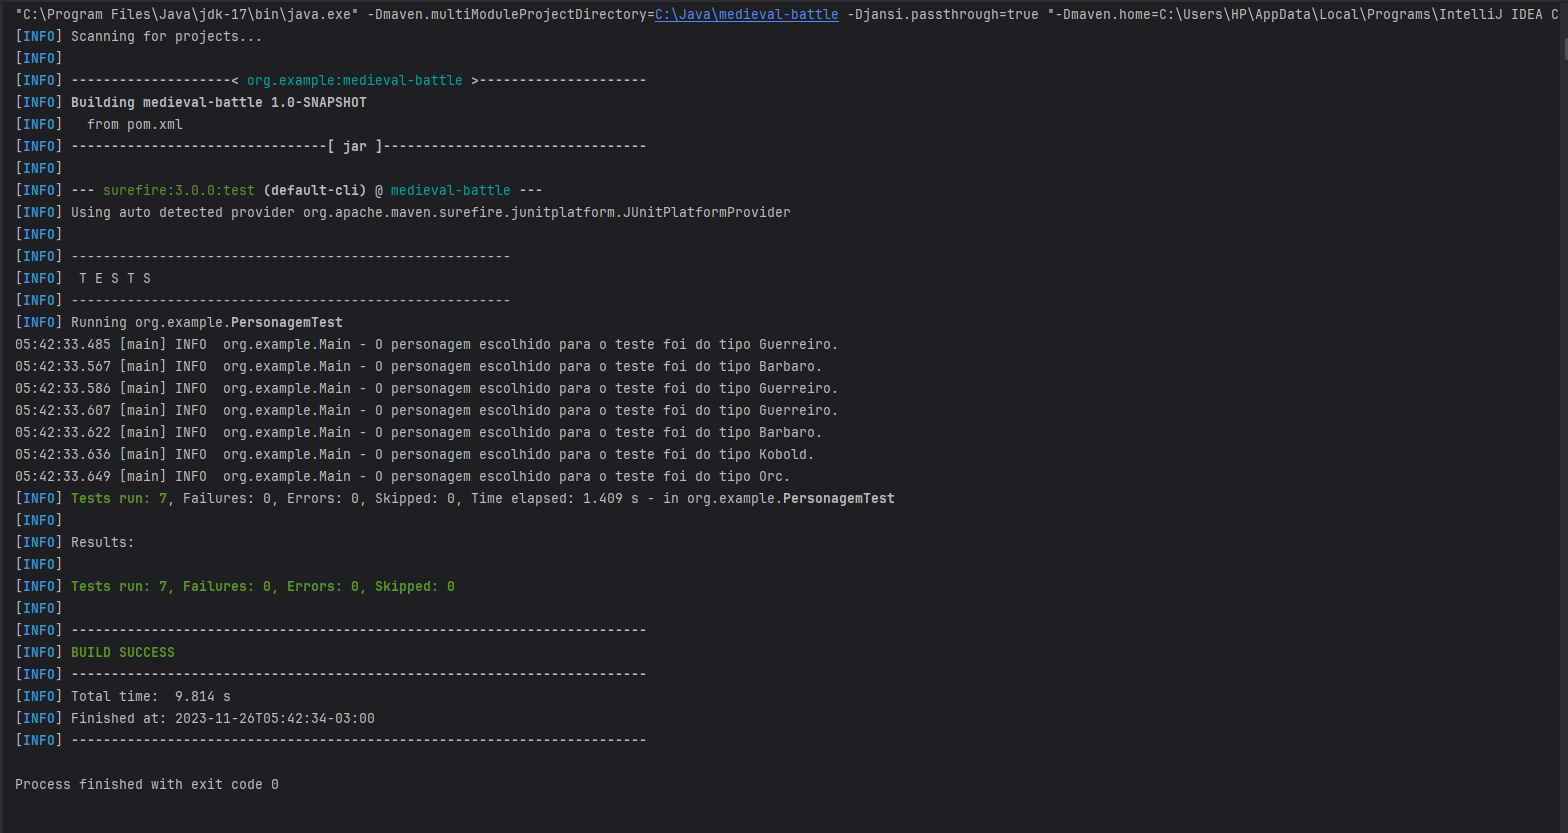 "C:\Program Files\Java\jdk-17\bin\java.exe" -Dmaven.multiModuleProjectDirectory=C:\Java\medieval-battle -Djansi.passthrough=true "-Dmaven.home=C:\Users\HP\AppData\Local\Programs\IntelliJ IDEA C
[INFO] Scanning for projects...
[INFO]
[INFO] --------------------< org.example:medieval-battle >---------------------
[INFO] Building medieval-battle 1.0-SNAPSHOT
[INFO]   from pom.xml
[INFO] --------------------------------[ jar ]---------------------------------
[INFO]
[INFO] --- surefire:3.0.0:test (default-cli) @ medieval-battle ---
[INFO] Using auto detected provider org.apache.maven.surefire.junitplatform.JUnitPlatformProvider
[INFO]
[INFO] -------------------------------------------------------
[INFO]  T E S T S
[INFO] -------------------------------------------------------
[INFO] Running org.example.PersonagemTest
05:42:33.485 [main] INFO  org.example.Main - O personagem escolhido para o teste foi do tipo Guerreiro.
05:42:33.567 [main] INFO  org.example.Main - O personagem escolhido para o teste foi do tipo Barbaro.
05:42:33.586 [main] INFO  org.example.Main - O personagem escolhido para o teste foi do tipo Guerreiro.
05:42:33.607 [main] INFO  org.example.Main - O personagem escolhido para o teste foi do tipo Guerreiro.
05:42:33.622 [main] INFO  org.example.Main - O personagem escolhido para o teste foi do tipo Barbaro.
05:42:33.636 [main] INFO  org.example.Main - O personagem escolhido para o teste foi do tipo Kobold.
05:42:33.649 [main] INFO  org.example.Main - O personagem escolhido para o teste foi do tipo Orc.
[INFO] Tests run: 7, Failures: 0, Errors: 0, Skipped: 0, Time elapsed: 1.409 s - in org.example.PersonagemTest
[INFO]
[INFO] Results:
[INFO]
[INFO] Tests run: 7, Failures: 0, Errors: 0, Skipped: 0
[INFO]
[INFO] ------------------------------------------------------------------------
[INFO] BUILD SUCCESS
[INFO] ------------------------------------------------------------------------
[INFO] Total time:  9.814 s
[INFO] Finished at: 2023-11-26T05:42:34-03:00
[INFO] ------------------------------------------------------------------------
Process finished with exit code 0